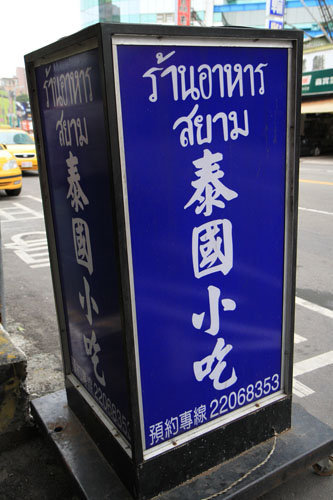 ร้านอาหาร
สยาม
泰國小吃
預約專線 22068353
ร้านอาหาร
สยาม
泰國小吃
22068353